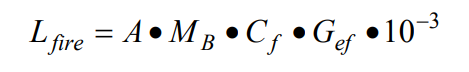 L_fire = A • M_B • C_f • G_ef • 10^-3